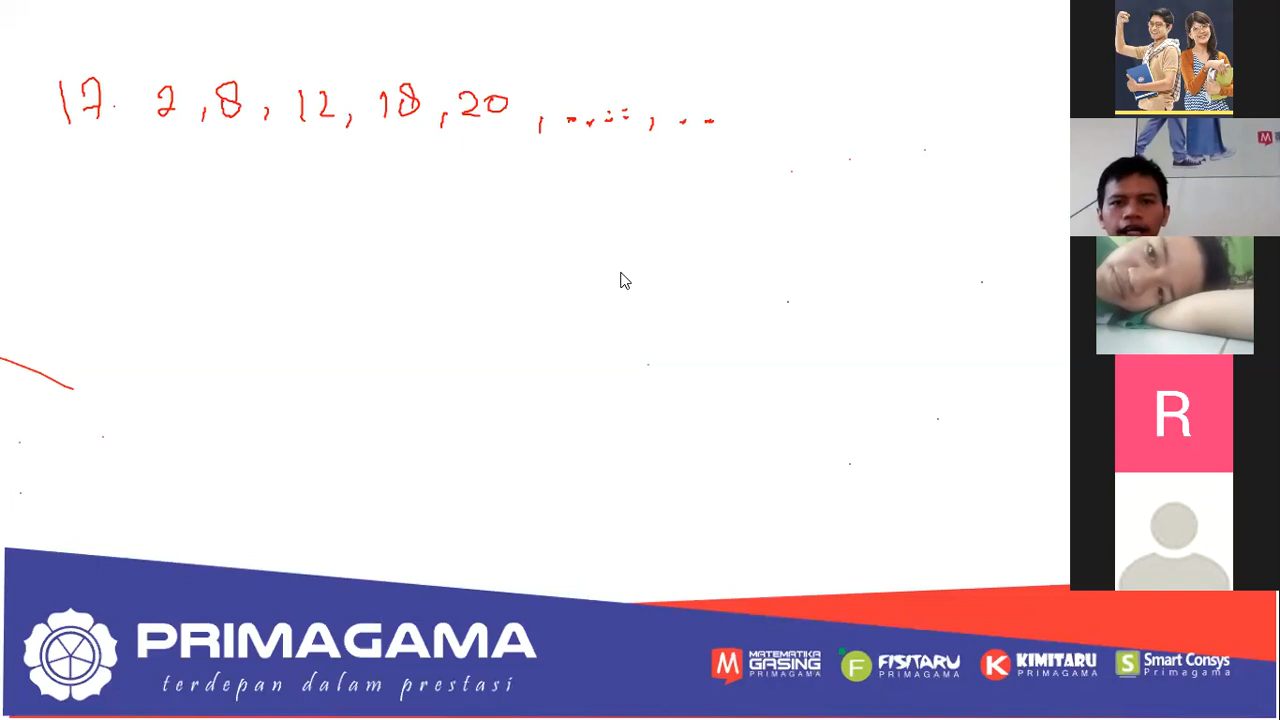 17. 2, 8, 12, 18, 20, ......, ...
R
PRIMAGAMA
terdepan dalam prestasi
M MATEMATIKA GASING PRIMAGAMA
F FISITARU PRIMAGAMA
K KIMITARU PRIMAGAMA
S Smart Consys Primagama